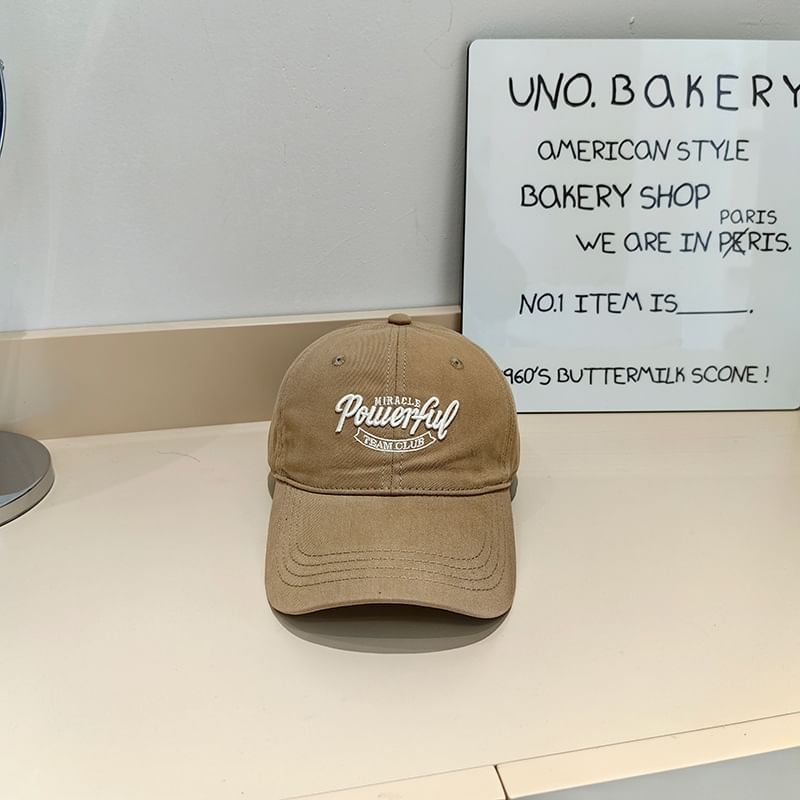 UNO. BAKERY
AMERICAN STYLE
BAKERY SHOP
PARIS
WE ARE IN PERIS.
NO.1 ITEM IS_____.
960'S BUTTERMILK SCONE!
MIRACLE
Powerful
TEAM CLUB